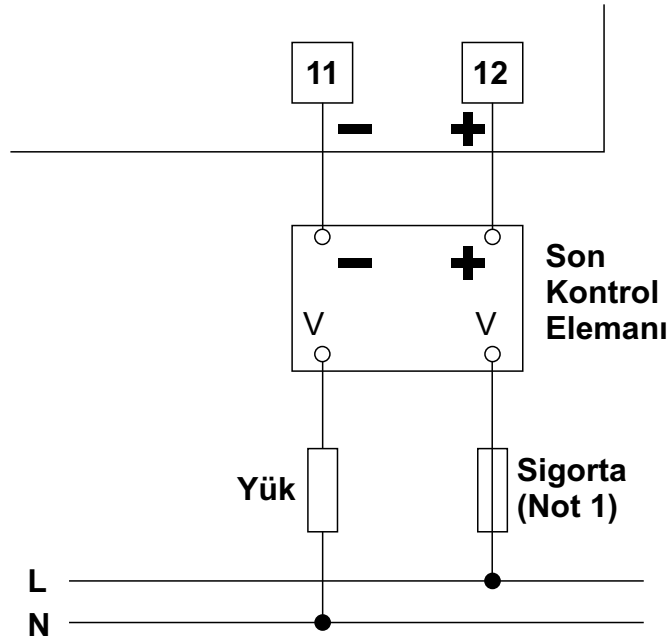 11 12
− +
− +
Son
Kontrol
Elemanı
V V
Yük
Sigorta
(Not 1)
L
N